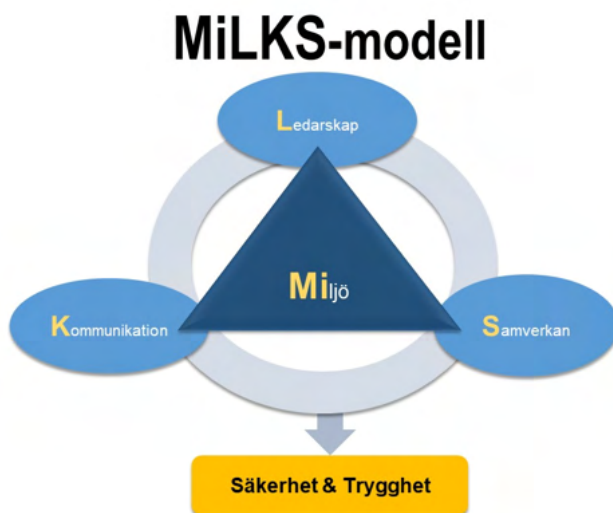 MiLKS-modell
Ledarskap
Miljö
Kommunikation
Samverkan
Säkerhet & Trygghet